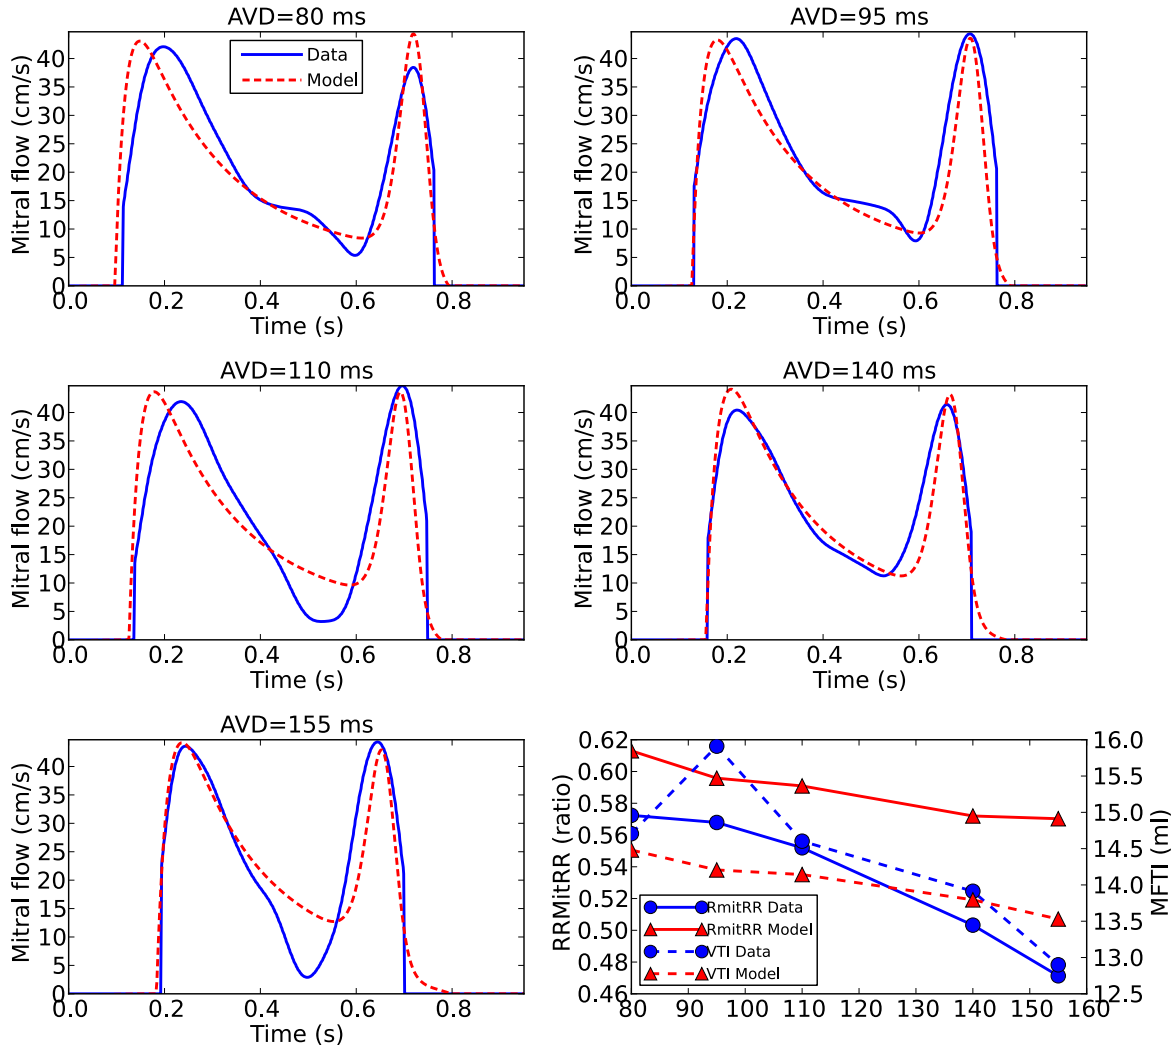 AVD=80 ms
Mitral flow (cm/s)
40
35
30
25
20
15
10
5
0
Data
Model
0.0 0.2 0.4 0.6 0.8
Time (s)
AVD=95 ms
Mitral flow (cm/s)
40
35
30
25
20
15
10
5
0
0.0 0.2 0.4 0.6 0.8
Time (s)
AVD=110 ms
Mitral flow (cm/s)
40
35
30
25
20
15
10
5
0
0.0 0.2 0.4 0.6 0.8
Time (s)
AVD=140 ms
Mitral flow (cm/s)
40
35
30
25
20
15
10
5
0
0.0 0.2 0.4 0.6 0.8
Time (s)
AVD=155 ms
Mitral flow (cm/s)
45
40
35
30
25
20
15
10
5
0
0.0 0.2 0.4 0.6 0.8
Time (s)
RRMitRR (ratio)
0.62
0.60
0.58
0.56
0.54
0.52
0.50
0.48
0.46
RmitRR Data
RmitRR Model
VTI Data
VTI Model
80 90 100 110 120 130 140 150 160
16.0
15.5
15.0
14.5
14.0
13.5
13.0
12.5
MFTI (ml)